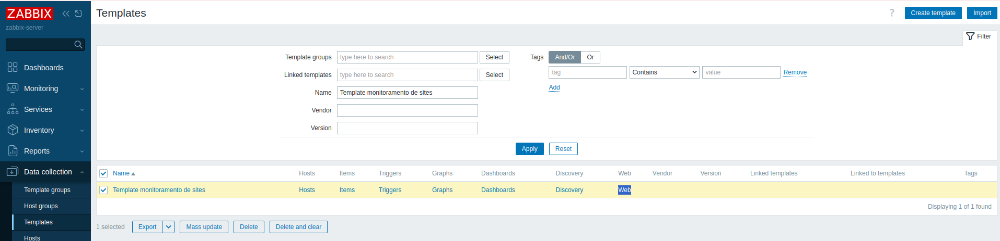 ZABBIX
zabbix-server
Dashboards
Monitoring
Services
Inventory
Reports
Data collection
Template groups
Host groups
Templates
Hosts
Templates
? Create template Import
Filter
Template groups type here to search Select
Linked templates type here to search Select
Name Template monitoramento de sites
Vendor
Version
Tags And/Or Or
tag Contains value Remove
Add
Apply Reset
Name Hosts Items Triggers Graphs Dashboards Discovery Web Vendor Version Linked templates Linked to templates Tags
Template monitoramento de sites Hosts Items Triggers Graphs Dashboards Discovery Web
Displaying 1 of 1 found
1 selected Export Mass update Delete Delete and clear